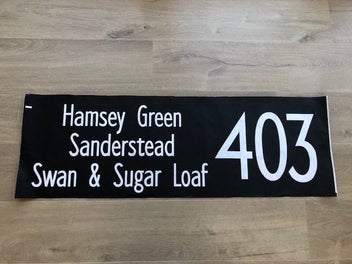 Hamsey Green
Sanderstead
Swan & Sugar Loaf
403